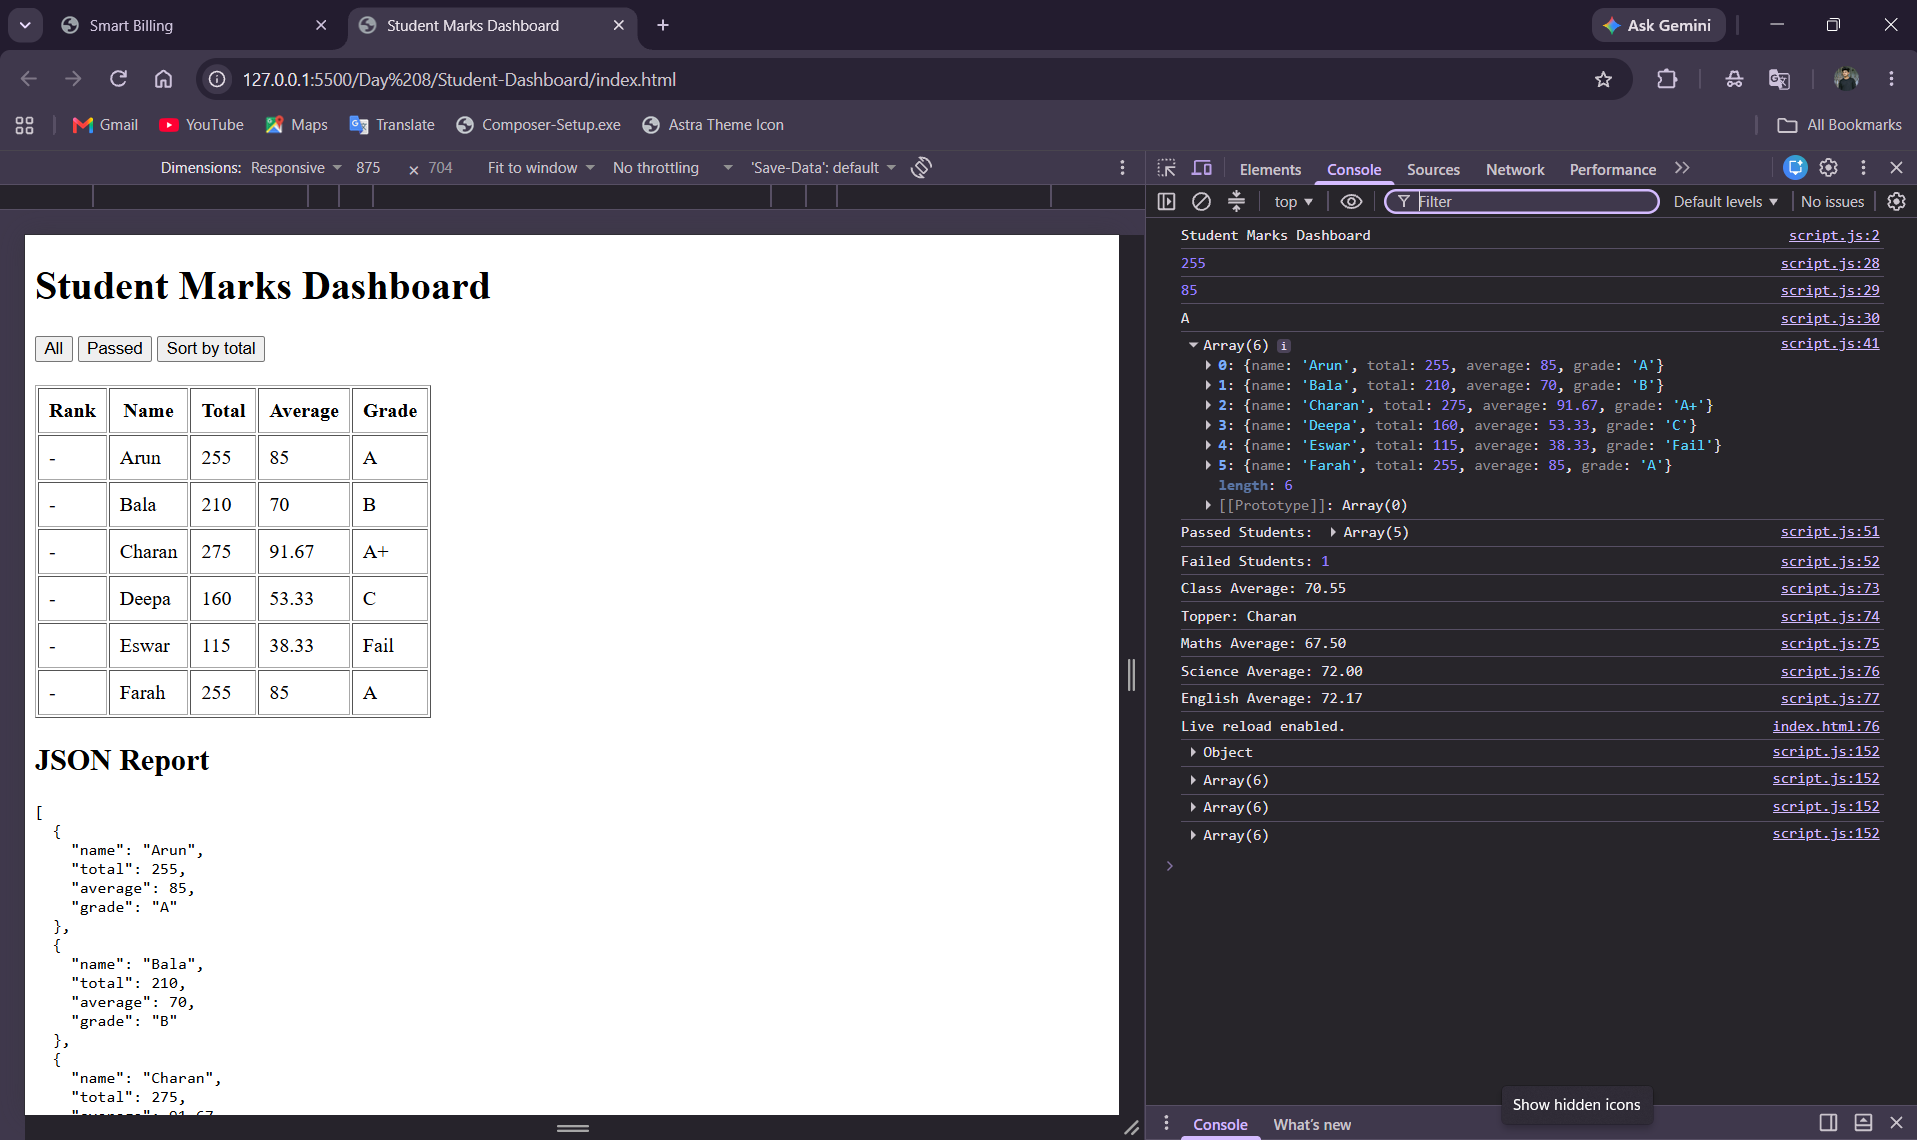 Smart Billing
Student Marks Dashboard
Ask Gemini
127.0.0.1:5500/Day%208/Student-Dashboard/index.html
Gmail
YouTube
Maps
Translate
Composer-Setup.exe
Astra Theme Icon
All Bookmarks
Dimensions: Responsive 875 × 704 Fit to window No throttling 'Save-Data': default
Elements Console Sources Network Performance
top Filter Default levels No issues
Student Marks Dashboard
All Passed Sort by total
Rank Name Total Average Grade
- Arun 255 85 A
- Bala 210 70 B
- Charan 275 91.67 A+
- Deepa 160 53.33 C
- Eswar 115 38.33 Fail
- Farah 255 85 A
JSON Report
[
{
"name": "Arun",
"total": 255,
"average": 85,
"grade": "A"
},
{
"name": "Bala",
"total": 210,
"average": 70,
"grade": "B"
},
{
"name": "Charan",
"total": 275,
"average": 91.67
Student Marks Dashboard script.js:2
255 script.js:28
85 script.js:29
A script.js:30
Array(6) i script.js:41
0: {name: 'Arun', total: 255, average: 85, grade: 'A'}
1: {name: 'Bala', total: 210, average: 70, grade: 'B'}
2: {name: 'Charan', total: 275, average: 91.67, grade: 'A+'}
3: {name: 'Deepa', total: 160, average: 53.33, grade: 'C'}
4: {name: 'Eswar', total: 115, average: 38.33, grade: 'Fail'}
5: {name: 'Farah', total: 255, average: 85, grade: 'A'}
length: 6
[[Prototype]]: Array(0)
Passed Students: Array(5) script.js:51
Failed Students: 1 script.js:52
Class Average: 70.55 script.js:73
Topper: Charan script.js:74
Maths Average: 67.50 script.js:75
Science Average: 72.00 script.js:76
English Average: 72.17 script.js:77
Live reload enabled. index.html:76
Object script.js:152
Array(6) script.js:152
Array(6) script.js:152
Array(6) script.js:152
Show hidden icons
Console What's new